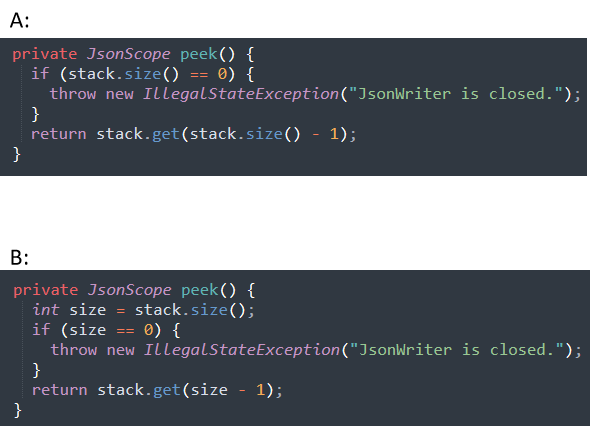 A:
private JsonScope peek() {
if (stack.size() == 0) {
throw new IllegalStateException("JsonWriter is closed.");
}
return stack.get(stack.size() - 1);
}
B:
private JsonScope peek() {
int size = stack.size();
if (size == 0) {
throw new IllegalStateException("JsonWriter is closed.");
}
return stack.get(size - 1);
}